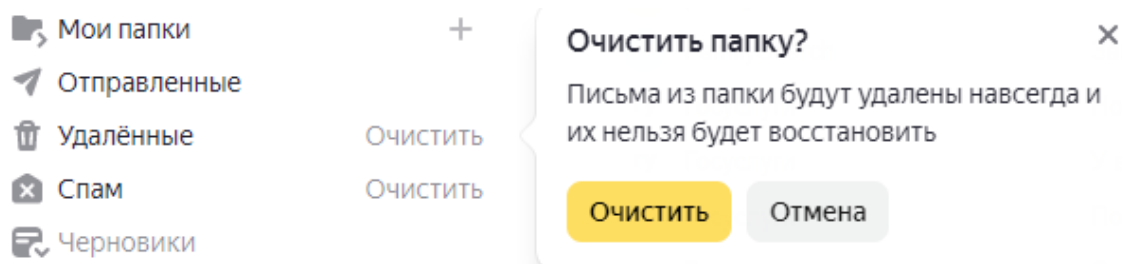 Мои папки
Отправленные
Удалённые Очистить
Спам Очистить
Черновики
Очистить папку?
Письма из папки будут удалены навсегда и
их нельзя будет восстановить
Очистить Отмена